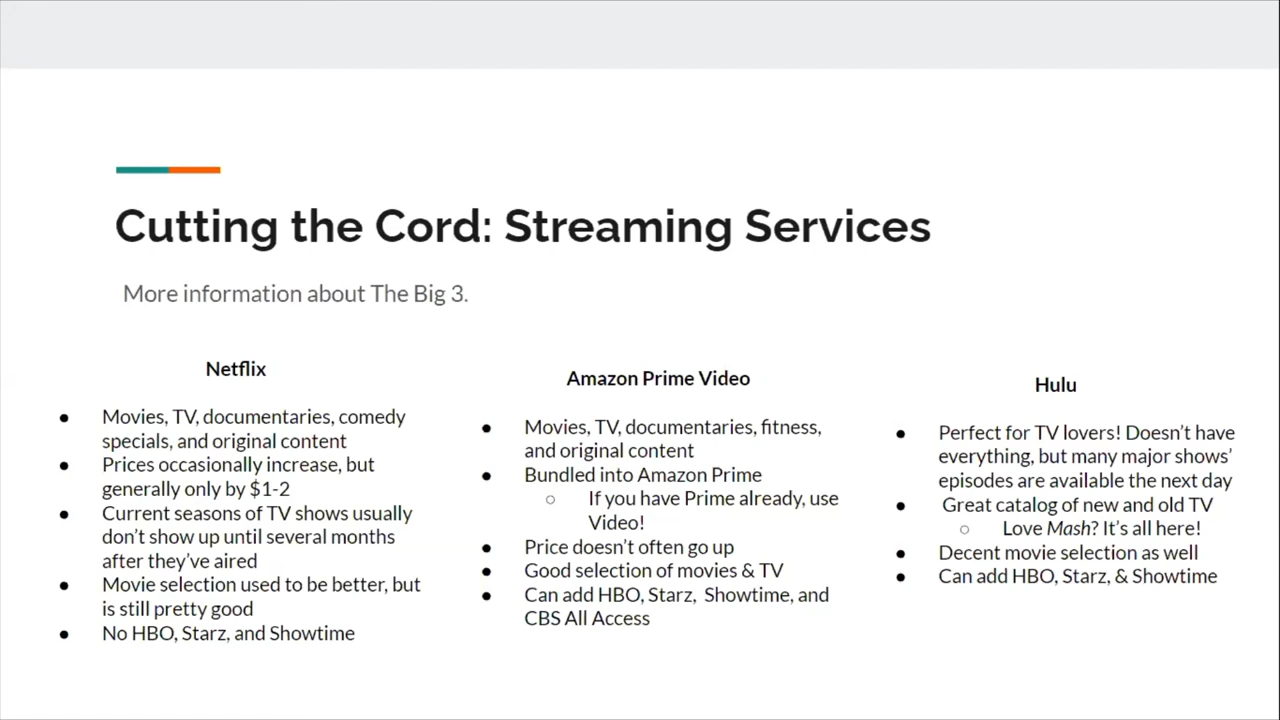 Cutting the Cord: Streaming Services
More information about The Big 3.
Netflix
● Movies, TV, documentaries, comedy
specials, and original content
● Prices occasionally increase, but
generally only by $1-2
● Current seasons of TV shows usually
don't show up until several months
after they've aired
● Movie selection used to be better, but
is still pretty good
● No HBO, Starz, and Showtime
Amazon Prime Video
● Movies, TV, documentaries, fitness,
and original content
● Bundled into Amazon Prime
○ If you have Prime already, use
Video!
● Price doesn't often go up
● Good selection of movies & TV
● Can add HBO, Starz, Showtime, and
CBS All Access
Hulu
● Perfect for TV lovers! Doesn't have
everything, but many major shows'
episodes are available the next day
● Great catalog of new and old TV
○ Love Mash? It's all here!
● Decent movie selection as well
● Can add HBO, Starz, & Showtime